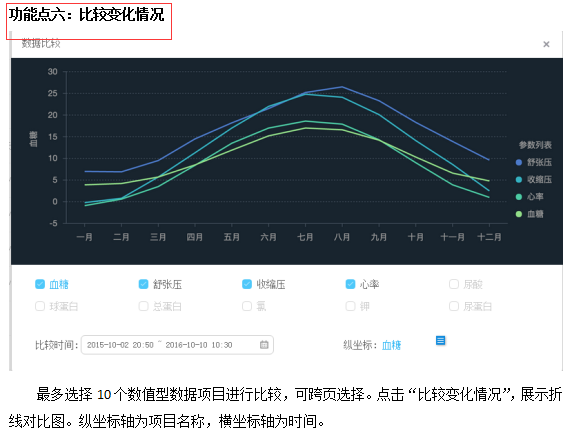 功能点六：比较变化情况
数据比较 ×
30
25
20
15
10
5
0
-5
血糖
一月 二月 三月 四月 五月 六月 七月 八月 九月 十月 十一月 十二月
参数列表
舒张压
收缩压
心率
血糖
血糖 舒张压 收缩压 心率 尿酸
球蛋白 总蛋白 氯 钾 尿蛋白
比较时间： 2015-10-02 20:50 ~ 2016-10-10 10:30 纵坐标： 血糖
最多选择 10 个数值型数据项目进行比较，可跨页选择。点击“比较变化情况”，展示折
线对比图。纵坐标轴为项目名称，横坐标轴为时间。